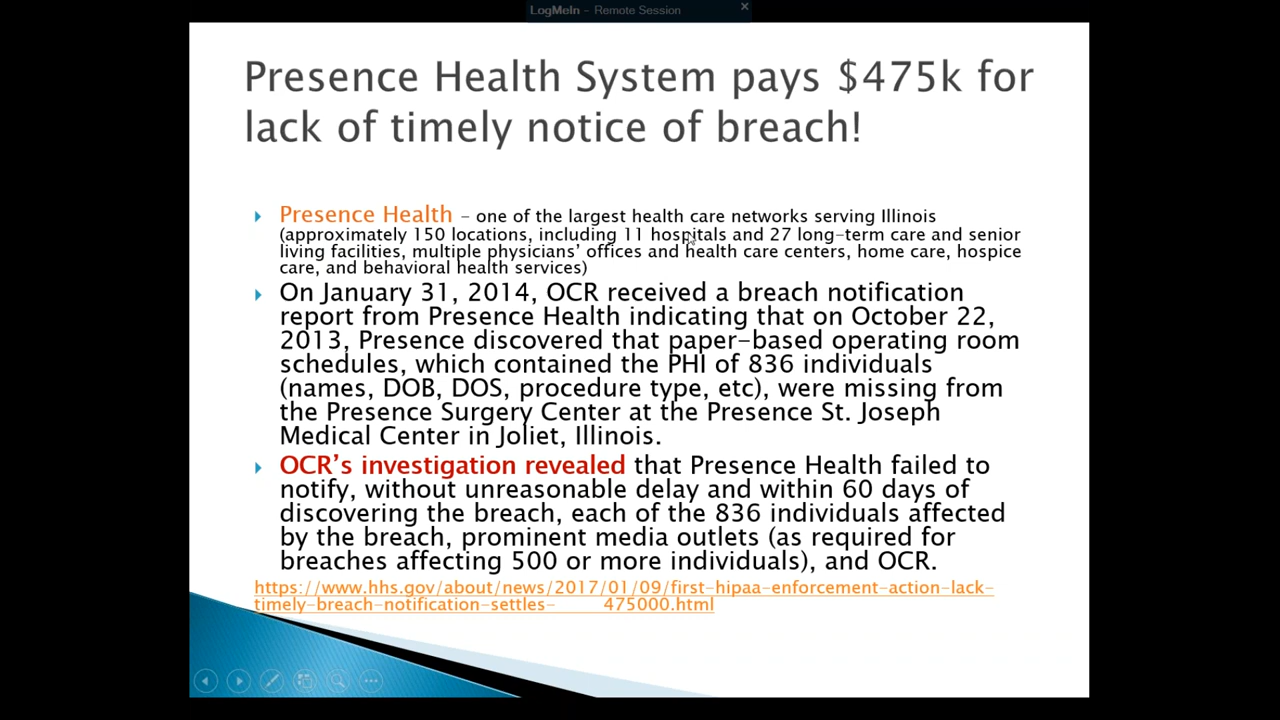 LogMeIn - Remote Session
Presence Health System pays $475k for
lack of timely notice of breach!
Presence Health – one of the largest health care networks serving Illinois
(approximately 150 locations, including 11 hospitals and 27 long-term care and senior
living facilities, multiple physicians’ offices and health care centers, home care, hospice
care, and behavioral health services)
On January 31, 2014, OCR received a breach notification
report from Presence Health indicating that on October 22,
2013, Presence discovered that paper-based operating room
schedules, which contained the PHI of 836 individuals
(names, DOB, DOS, procedure type, etc), were missing from
the Presence Surgery Center at the Presence St. Joseph
Medical Center in Joliet, Illinois.
OCR’s investigation revealed that Presence Health failed to
notify, without unreasonable delay and within 60 days of
discovering the breach, each of the 836 individuals affected
by the breach, prominent media outlets (as required for
breaches affecting 500 or more individuals), and OCR.
https://www.hhs.gov/about/news/2017/01/09/first-hipaa-enforcement-action-lack-
timely-breach-notification-settles- 475000.html